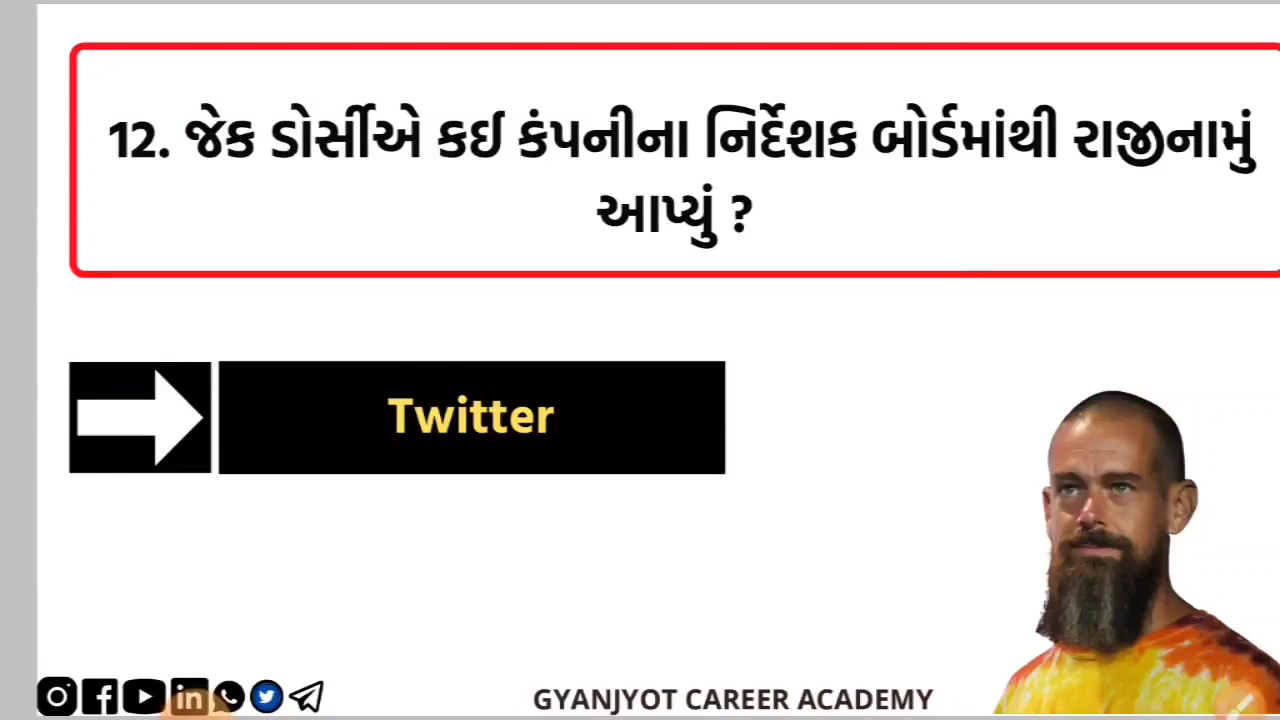 12. જેક ડોર્સીએ કઈ કંપનીના નિર્દેશક બોર્ડમાંથી રાજીનામું
આપ્યું ?
Twitter
GYANJYOT CAREER ACADEMY